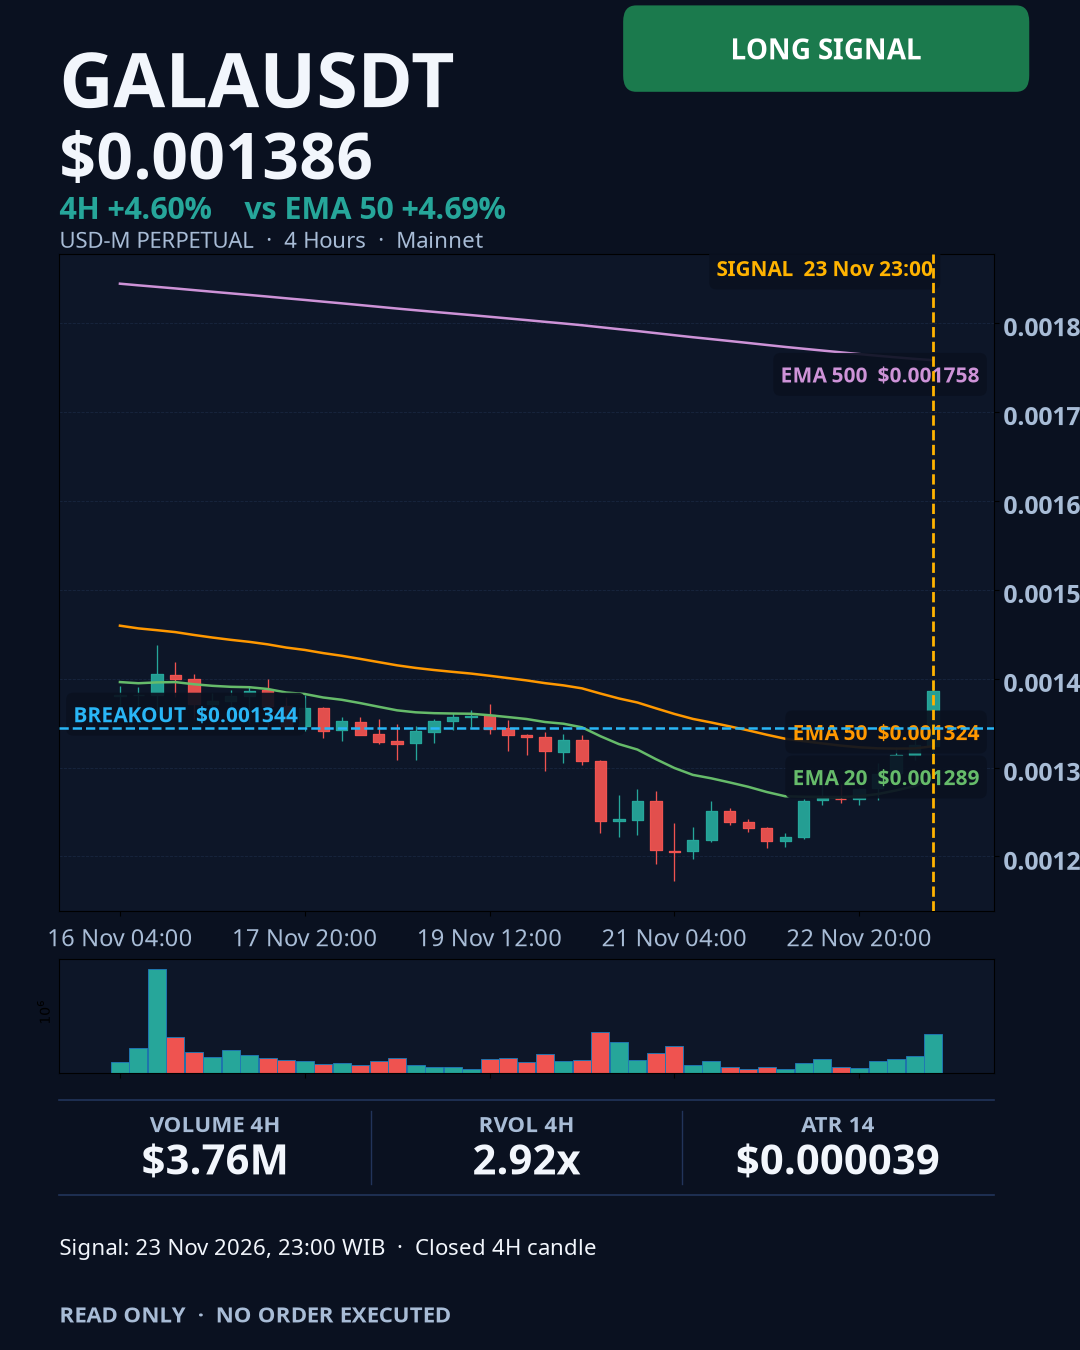 LONG SIGNAL
GALAUSDT
$0.001386
4H +4.60% vs EMA 50 +4.69%
USD-M PERPETUAL · 4 Hours · Mainnet
SIGNAL 23 Nov 23:00
0.0018
EMA 500 $0.001758
0.0017
0.0016
0.0015
0.0014
BREAKOUT $0.001344
EMA 50 $0.001324
0.0013
EMA 20 $0.001289
0.0012
16 Nov 04:00 17 Nov 20:00 19 Nov 12:00 21 Nov 04:00 22 Nov 20:00
10⁶
VOLUME 4H RVOL 4H ATR 14
$3.76M 2.92x $0.000039
Signal: 23 Nov 2026, 23:00 WIB · Closed 4H candle
READ ONLY · NO ORDER EXECUTED